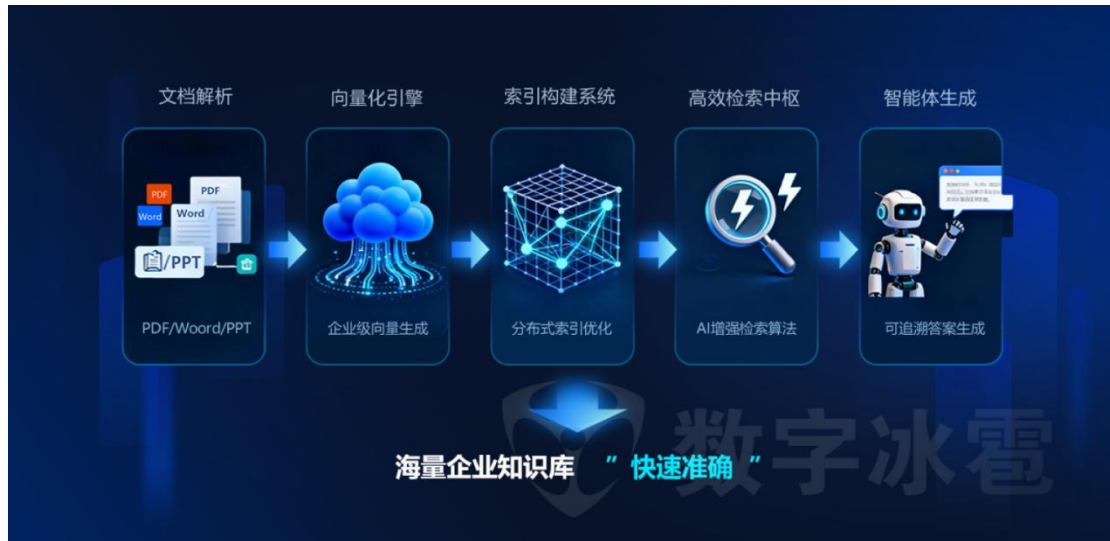 文档解析
向量化引擎
索引构建系统
高效检索中枢
智能体生成
PDF
PDF
Word
Word
/PPT
PDF/Woord/PPT
企业级向量生成
分布式索引优化
AI增强检索算法
可追溯答案生成
海量企业知识库 ”快速准确”
数字冰雹